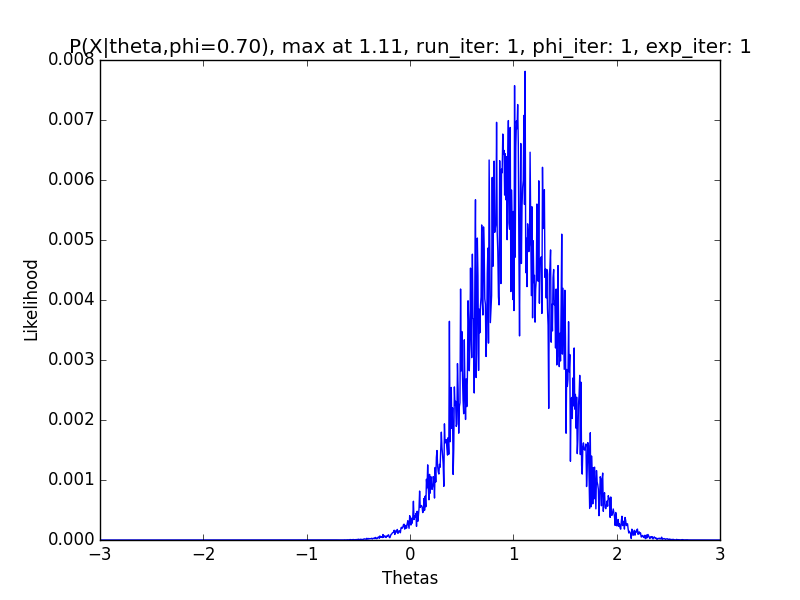 P(X|theta,phi=0.70), max at 1.11, run_iter: 1, phi_iter: 1, exp_iter: 1
0.008
0.007
0.006
0.005
0.004
0.003
0.002
0.001
0.000
Likelihood
−3 −2 −1 0 1 2 3
Thetas